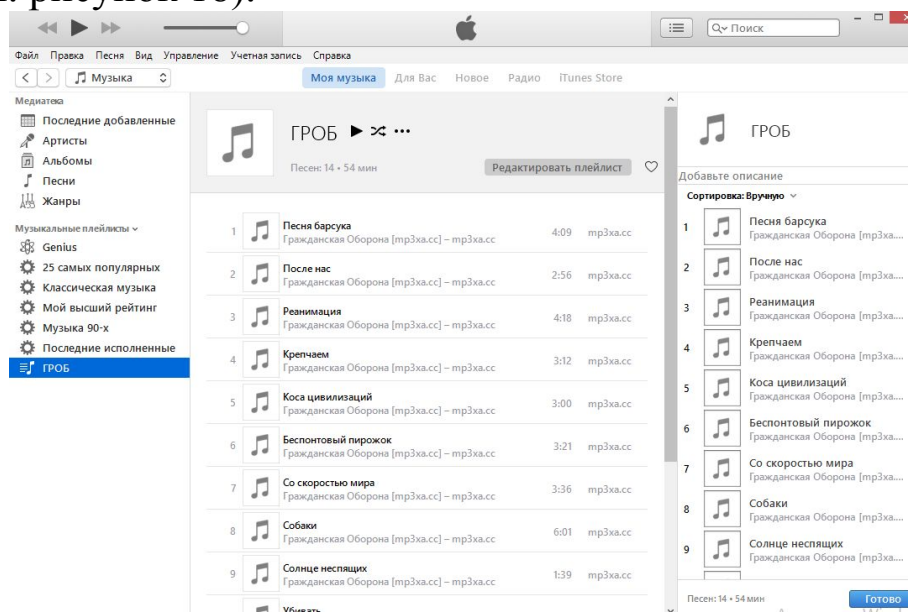 рисунок 18).
Поиск
Файл Правка Песня Вид Управление Учетная запись Справка
Музыка
Моя музыка Для Вас Новое Радио iTunes Store
Медиатека
Последние добавленные
Артисты
Альбомы
Песни
Жанры
Музыкальные плейлисты
Genius
25 самых популярных
Классическая музыка
Мой высший рейтинг
Музыка 90-х
Последние исполненные
ГРОБ
ГРОБ
Песен: 14 • 54 мин
Редактировать плейлист
1 Песня барсука 4:09 mp3xa.cc
Гражданская Оборона [mp3xa.cc] – mp3xa.cc
2 После нас 2:56 mp3xa.cc
Гражданская Оборона [mp3xa.cc] – mp3xa.cc
3 Реанимация 4:18 mp3xa.cc
Гражданская Оборона [mp3xa.cc] – mp3xa.cc
4 Крепчаем 3:12 mp3xa.cc
Гражданская Оборона [mp3xa.cc] – mp3xa.cc
5 Коса цивилизаций 3:00 mp3xa.cc
Гражданская Оборона [mp3xa.cc] – mp3xa.cc
6 Беспонтовый пирожок 3:21 mp3xa.cc
Гражданская Оборона [mp3xa.cc] – mp3xa.cc
7 Со скоростью мира 3:36 mp3xa.cc
Гражданская Оборона [mp3xa.cc] – mp3xa.cc
8 Собаки 6:01 mp3xa.cc
Гражданская Оборона [mp3xa.cc] – mp3xa.cc
9 Солнце неспящих 1:39 mp3xa.cc
Гражданская Оборона [mp3xa.cc] – mp3xa.cc
Убивать
ГРОБ
Добавьте описание
Сортировка: Вручную
1 Песня барсука
Гражданская Оборона [mp3xa....
2 После нас
Гражданская Оборона [mp3xa....
3 Реанимация
Гражданская Оборона [mp3xa....
4 Крепчаем
Гражданская Оборона [mp3xa....
5 Коса цивилизаций
Гражданская Оборона [mp3xa....
6 Беспонтовый пирожок
Гражданская Оборона [mp3xa....
7 Со скоростью мира
Гражданская Оборона [mp3xa....
8 Собаки
Гражданская Оборона [mp3xa....
9 Солнце неспящих
Гражданская Оборона [mp3xa....
Песен: 14 • 54 мин
Готово